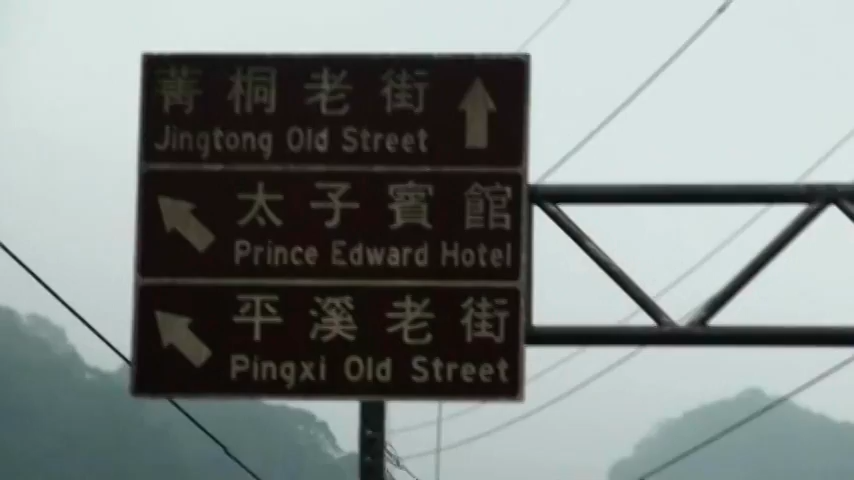 菁桐老街
Jingtong Old Street
太子賓館
Prince Edward Hotel
平溪老街
Pingxi Old Street